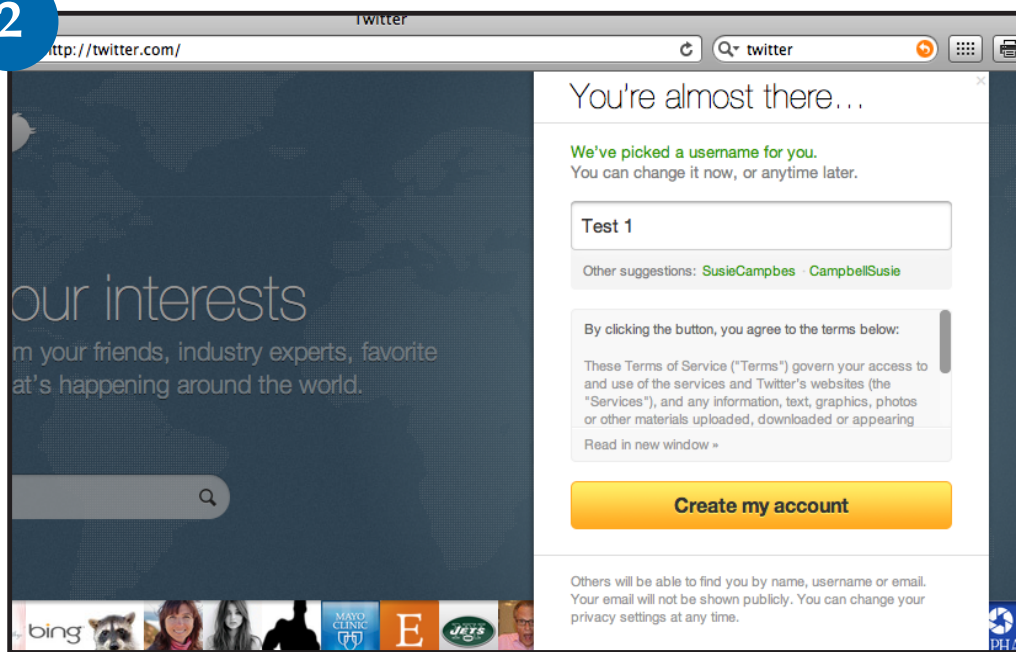 2
Twitter
http://twitter.com/
twitter
You're almost there...
We've picked a username for you.
You can change it now, or anytime later.
Test 1
Other suggestions: SusieCampbes · CampbellSusie
By clicking the button, you agree to the terms below:
These Terms of Service ("Terms") govern your access to
and use of the services and Twitter's websites (the
"Services"), and any information, text, graphics, photos
or other materials uploaded, downloaded or appearing
Read in new window »
Create my account
Others will be able to find you by name, username or email.
Your email will not be shown publicly. You can change your
privacy settings at any time.
our interests
m your friends, industry experts, favorite
at's happening around the world.
bing
MAYO
CLINIC
E
JETS
PHA